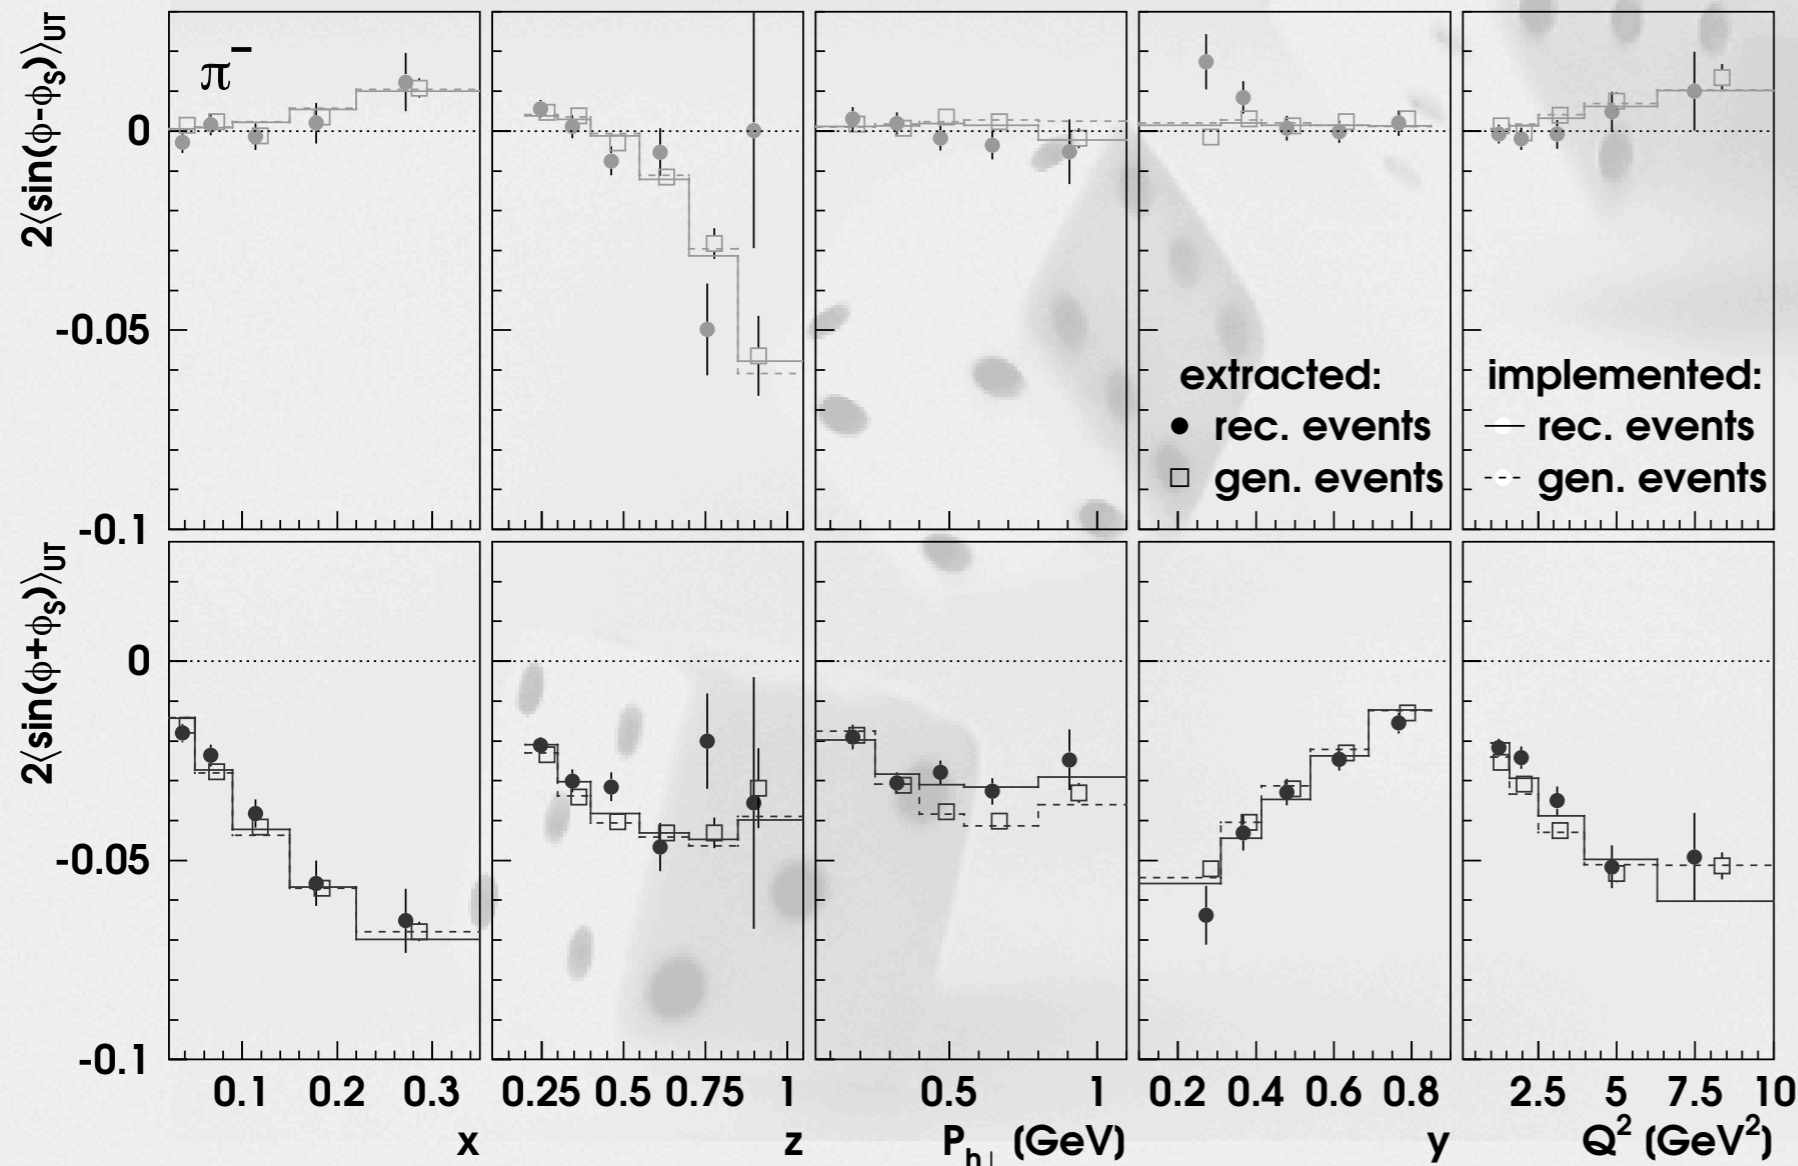 2⟨sin(ϕ-ϕS)⟩UT
π−
0
-0.05
-0.1
extracted:
rec. events
gen. events
implemented:
rec. events
gen. events
2⟨sin(ϕ+ϕS)⟩UT
0
-0.05
-0.1
0.1 0.2 0.3
0.25 0.5 0.75 1
0.5 1
0.2 0.4 0.6 0.8
2.5 5 7.5 10
x
z
Ph⊥ (GeV)
y
Q² (GeV²)